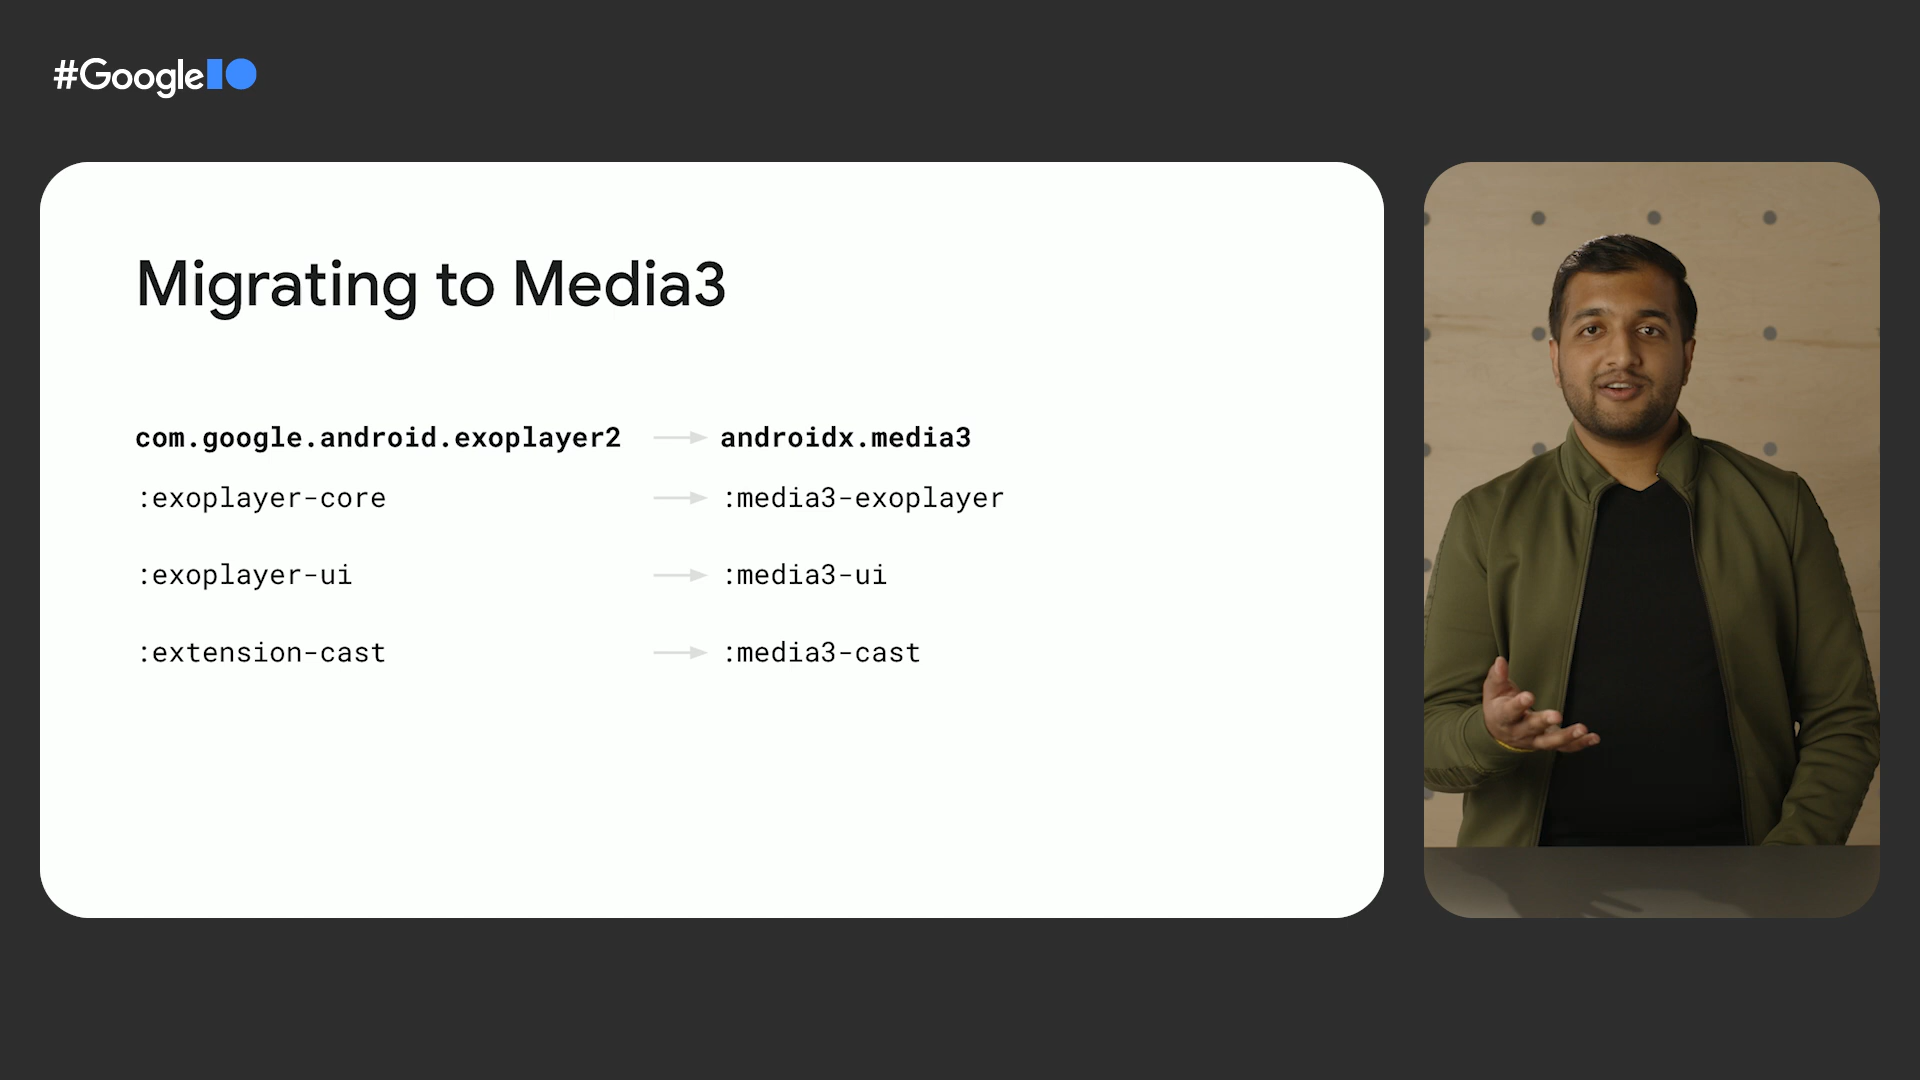 #GoogleIO
Migrating to Media3
com.google.android.exoplayer2 → androidx.media3
:exoplayer-core → :media3-exoplayer
:exoplayer-ui → :media3-ui
:extension-cast → :media3-cast